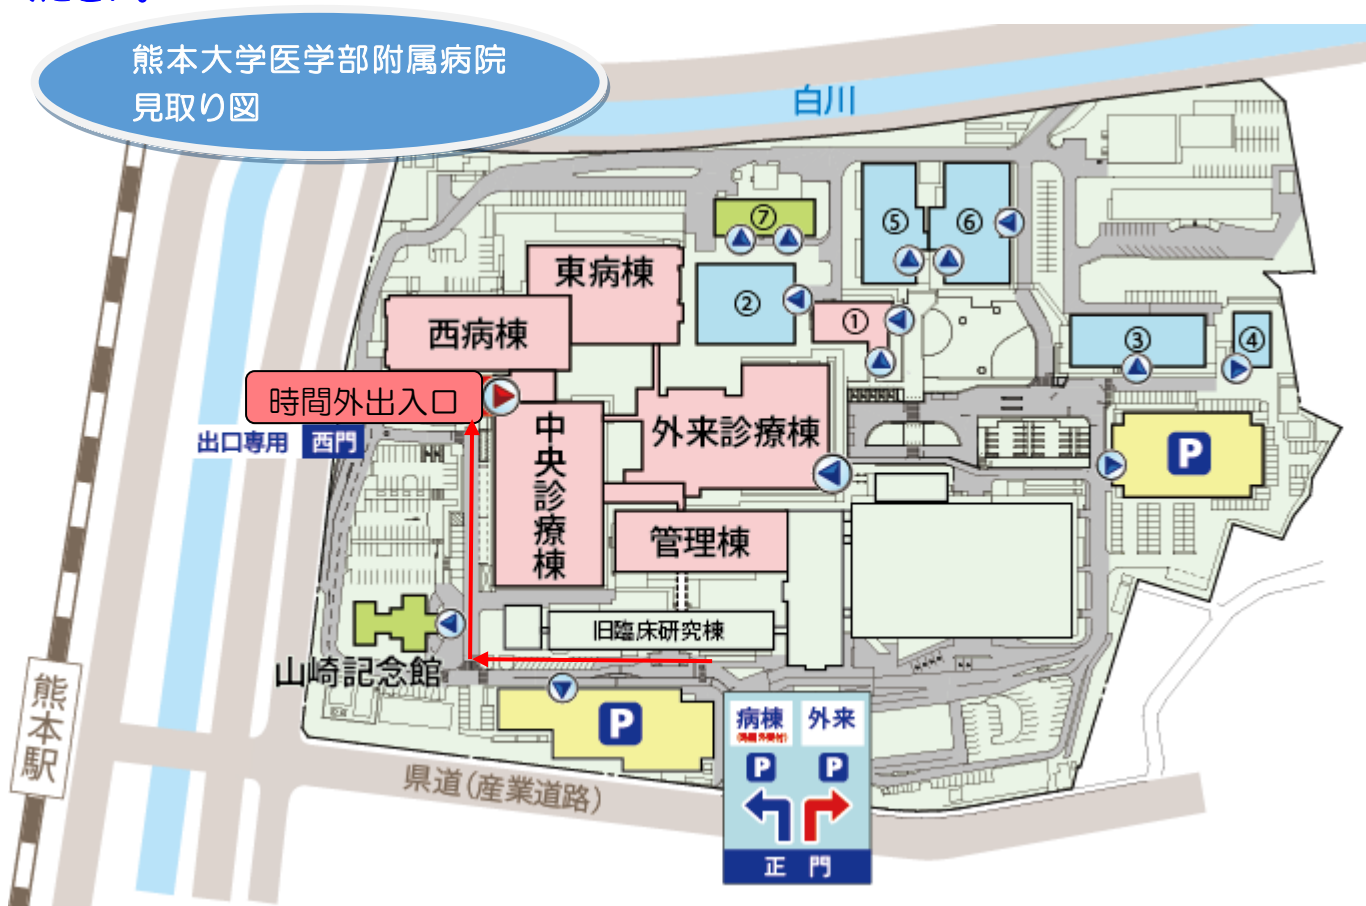 熊本大学医学部附属病院
見取り図
白川
⑦
⑤
⑥
東病棟
②
①
西病棟
③
④
時間外出入口
中央診療棟
外来診療棟
出口専用 西門
P
管理棟
旧臨床研究棟
山崎記念館
熊本駅
P
病棟 外来
P P
県道(産業道路)
正門